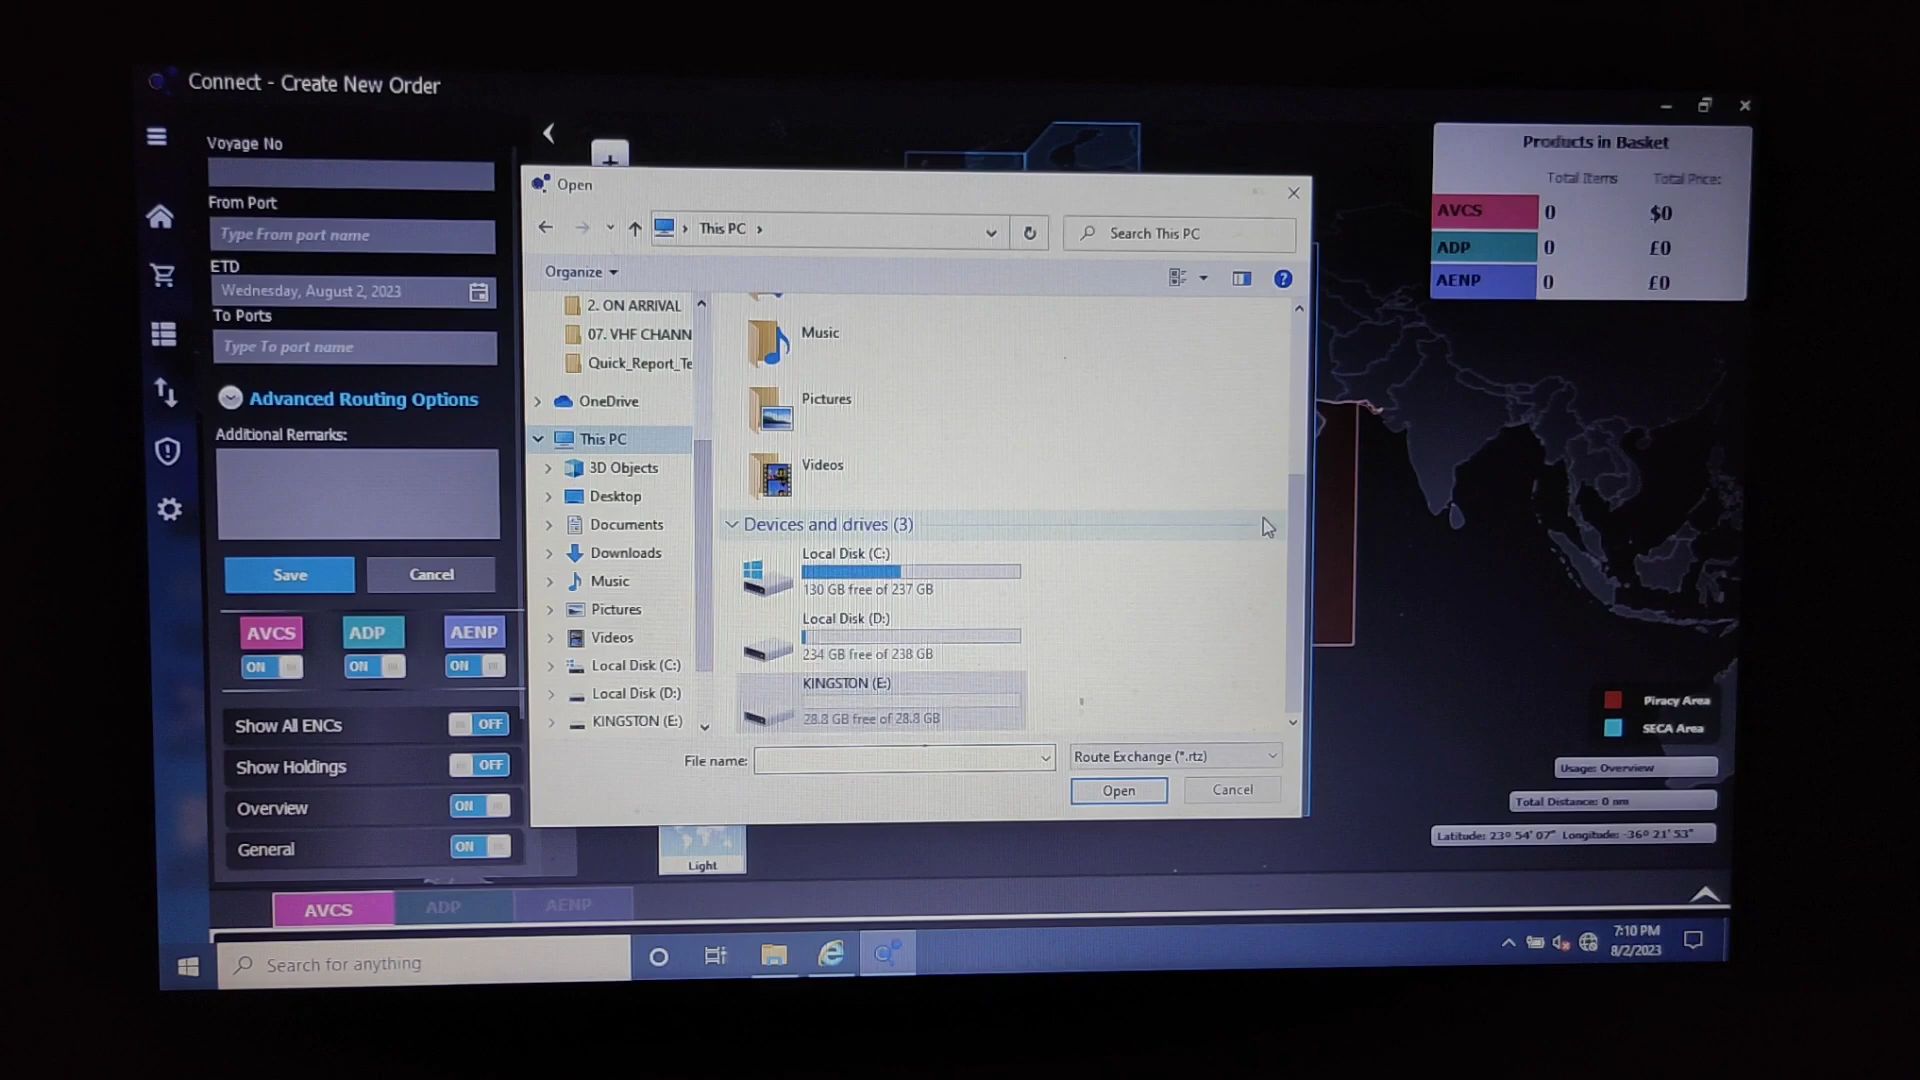 Connect - Create New Order
Voyage No
From Port
Type From port name
ETD
Wednesday, August 2, 2023
To Ports
Type To port name
Advanced Routing Options
Additional Remarks:
Save
Cancel
AVCS
ADP
AENP
ON
ON
ON
Show All ENCs
OFF
Show Holdings
OFF
Overview
ON
General
ON
Open
This PC
Search This PC
Organize
2. ON ARRIVAL
07. VHF CHANN
Quick_Report_Te
OneDrive
This PC
3D Objects
Desktop
Documents
Downloads
Music
Pictures
Videos
Local Disk (C:)
Local Disk (D:)
KINGSTON (E:)
Music
Pictures
Videos
Devices and drives (3)
Local Disk (C:)
130 GB free of 237 GB
Local Disk (D:)
234 GB free of 238 GB
KINGSTON (E:)
28.8 GB free of 28.8 GB
File name:
Route Exchange (*.rtz)
Open
Cancel
Light
Products in Basket
Total Items
Total Price:
AVCS 0 $0
ADP 0 £0
AENP 0 £0
Piracy Area
SECA Area
Usage: Overview
Total Distance: 0 nm
Latitude: 23º 54' 07" Longitude: -36º 21' 53"
AVCS
ADP
AENP
Search for anything
7:10 PM
8/2/2023